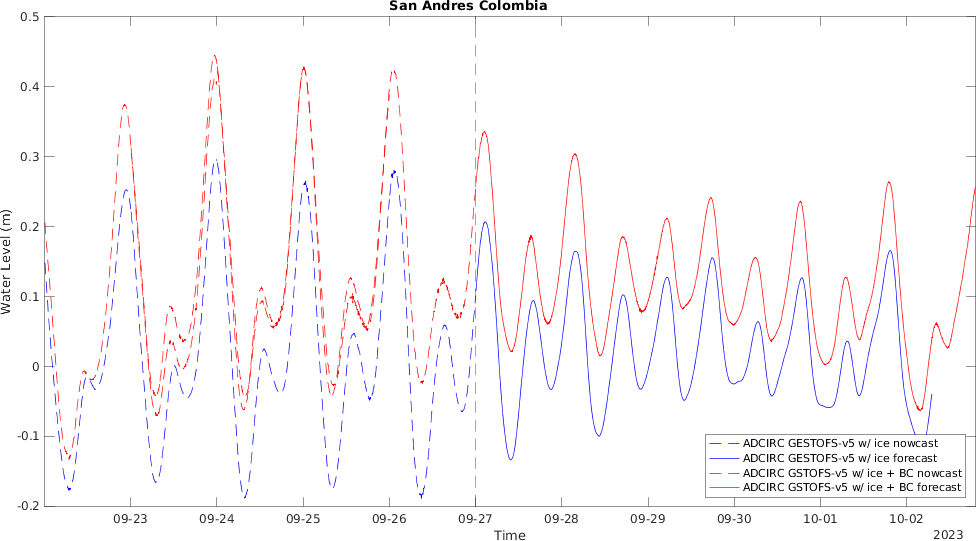 San Andres Colombia
Water Level (m)
0.5
0.4
0.3
0.2
0.1
0
-0.1
-0.2
09-23
09-24
09-25
09-26
09-27
09-28
09-29
09-30
10-01
10-02
Time
2023
ADCIRC GESTOFS-v5 w/ ice nowcast
ADCIRC GESTOFS-v5 w/ ice forecast
ADCIRC GSTOFS-v5 w/ ice + BC nowcast
ADCIRC GSTOFS-v5 w/ ice + BC forecast